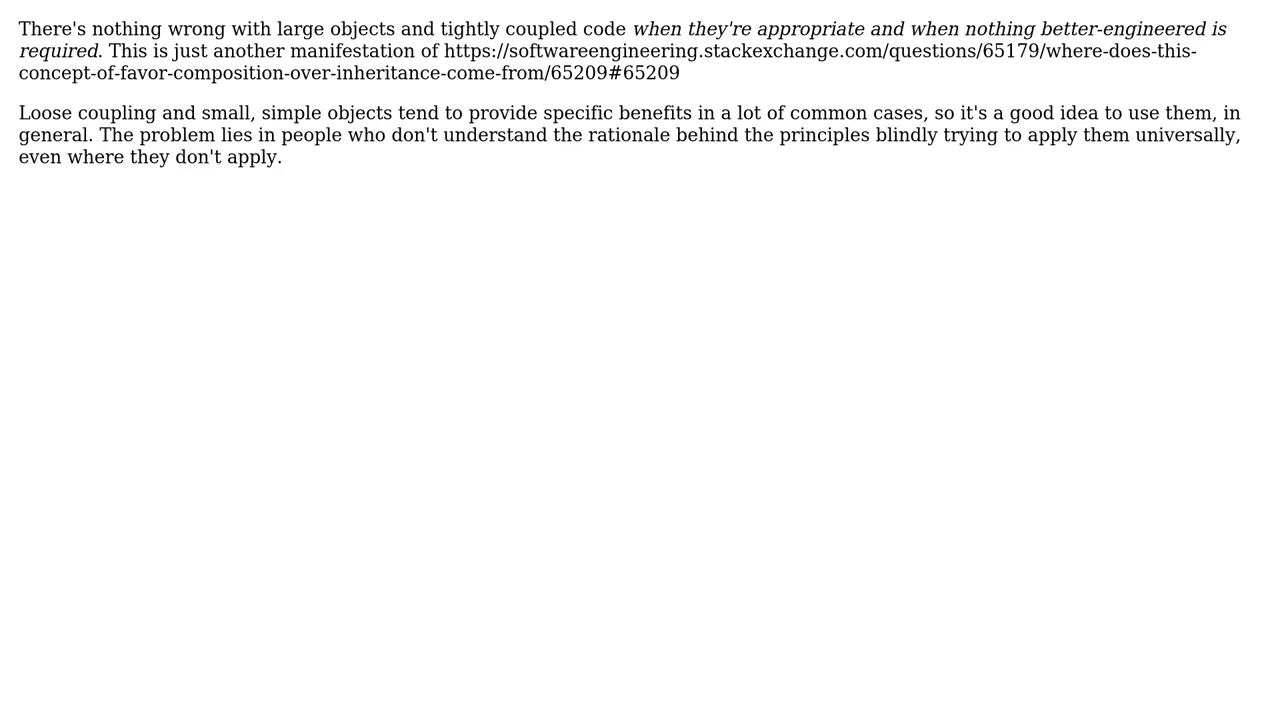 There's nothing wrong with large objects and tightly coupled code when they're appropriate and when nothing better-engineered is
required. This is just another manifestation of https://softwareengineering.stackexchange.com/questions/65179/where-does-this-
concept-of-favor-composition-over-inheritance-come-from/65209#65209
Loose coupling and small, simple objects tend to provide specific benefits in a lot of common cases, so it's a good idea to use them, in
general. The problem lies in people who don't understand the rationale behind the principles blindly trying to apply them universally,
even where they don't apply.